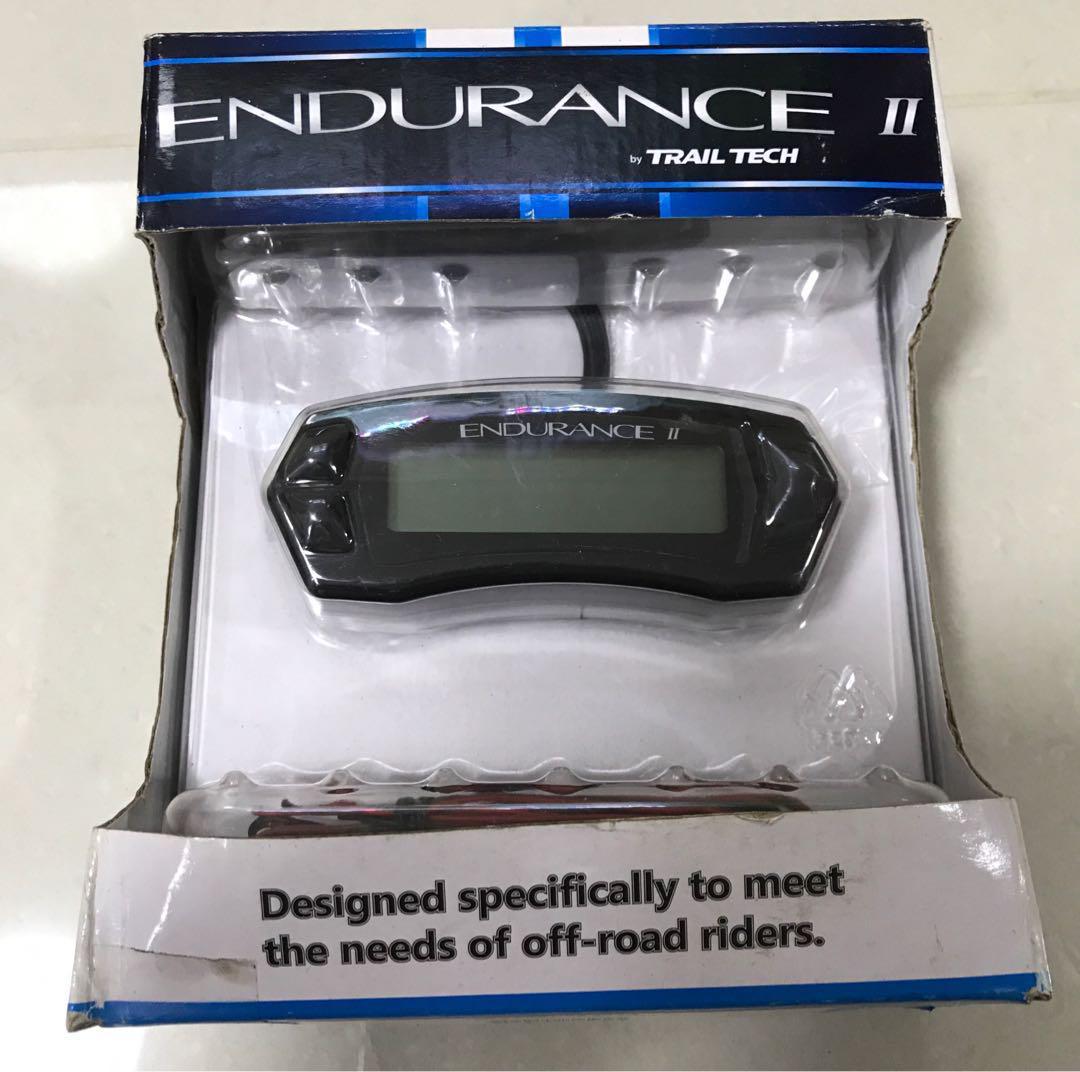 ENDURANCE II
by TRAIL TECH
ENDURANCE II
Designed specifically to meet
the needs of off-road riders.